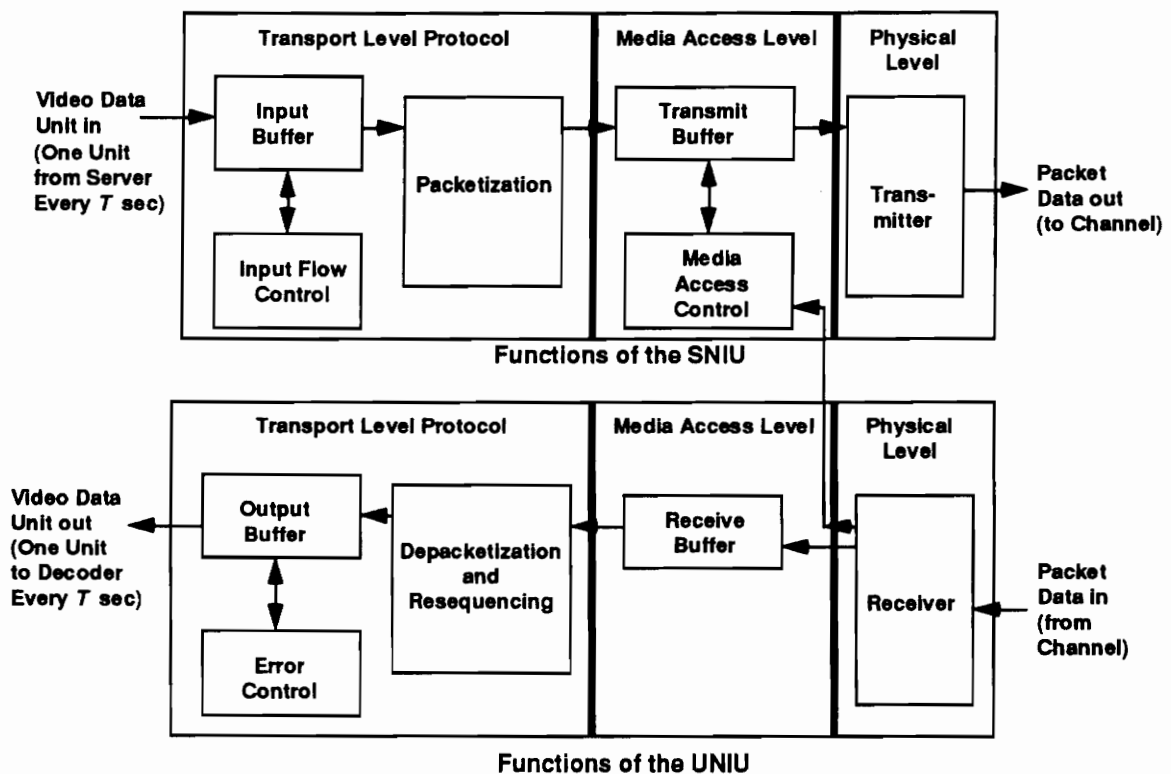 Transport Level Protocol
Media Access Level
Physical
Level
Video Data
Unit in
(One Unit
from Server
Every T sec)
Input
Buffer
Packetization
Input Flow
Control
Transmit
Buffer
Media
Access
Control
Trans-
mitter
Packet
Data out
(to Channel)
Functions of the SNIU
Transport Level Protocol
Media Access Level
Physical
Level
Video Data
Unit out
(One Unit
to Decoder
Every T sec)
Output
Buffer
Error
Control
Depacketization
and
Resequencing
Receive
Buffer
Receiver
Packet
Data in
(from
Channel)
Functions of the UNIU